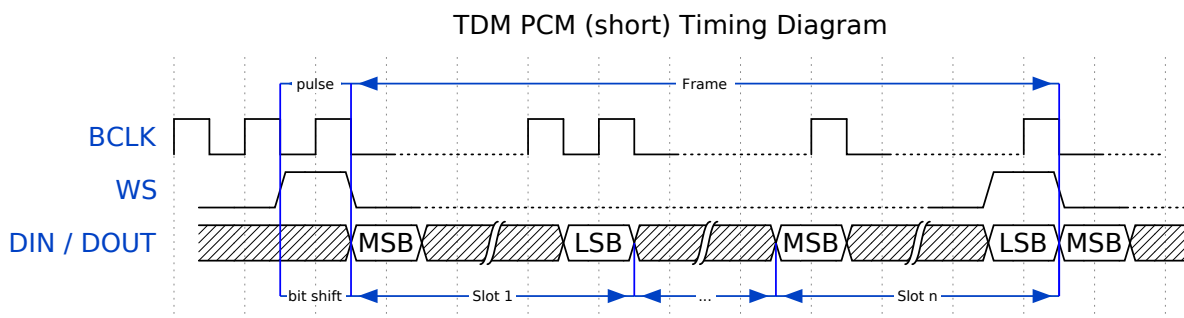 TDM PCM (short) Timing Diagram
pulse Frame
BCLK
WS
DIN / DOUT MSB LSB MSB LSB MSB
bit shift Slot 1 ... Slot n